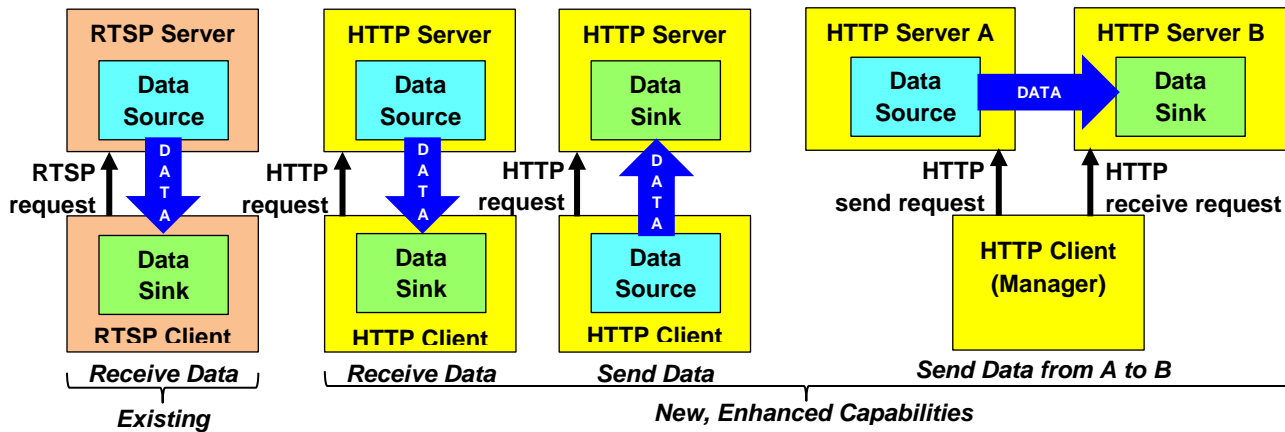 RTSP Server
Data
Source
DATA
RTSP
request
Data
Sink
RTSP Client
Receive Data
Existing
HTTP Server
Data
Source
DATA
HTTP
request
Data
Sink
HTTP Client
Receive Data
HTTP Server
Data
Sink
DATA
HTTP
request
Data
Source
HTTP Client
Send Data
HTTP Server A
Data
Source
DATA
HTTP Server B
Data
Sink
HTTP
send request
HTTP
receive request
HTTP Client
(Manager)
Send Data from A to B
New, Enhanced Capabilities